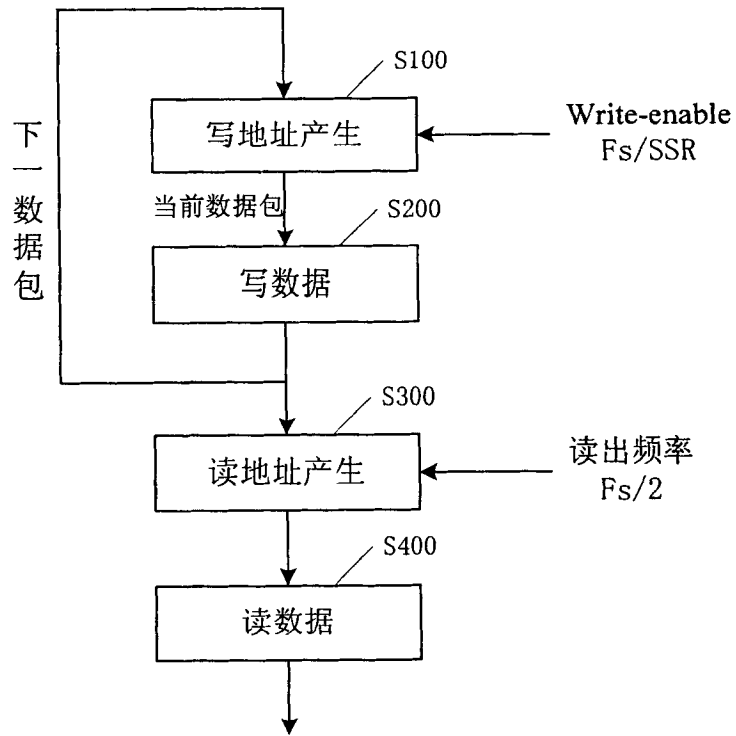 S100
写地址产生
Write-enable
Fs/SSR
下一数据包
当前数据包
S200
写数据
S300
读地址产生
读出频率
Fs/2
S400
读数据